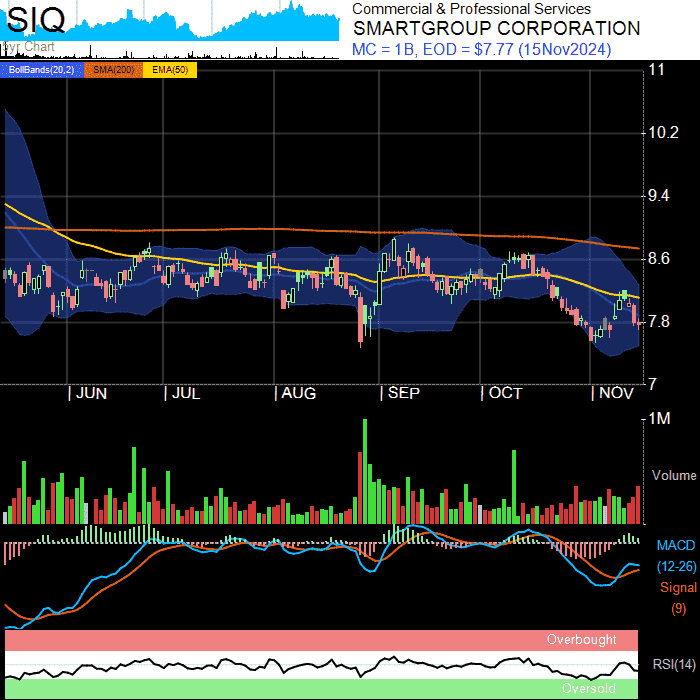 SIQ
5yr Chart
Commercial & Professional Services
SMARTGROUP CORPORATION
MC = 1B, EOD = $7.77 (15Nov2024)
BollBands(20,2) SMA(200) EMA(50)
11
10.2
9.4
8.6
7.8
7
JUN JUL AUG SEP OCT NOV
1M
Volume
MACD
(12-26)
Signal
(9)
Overbought
RSI(14)
Oversold